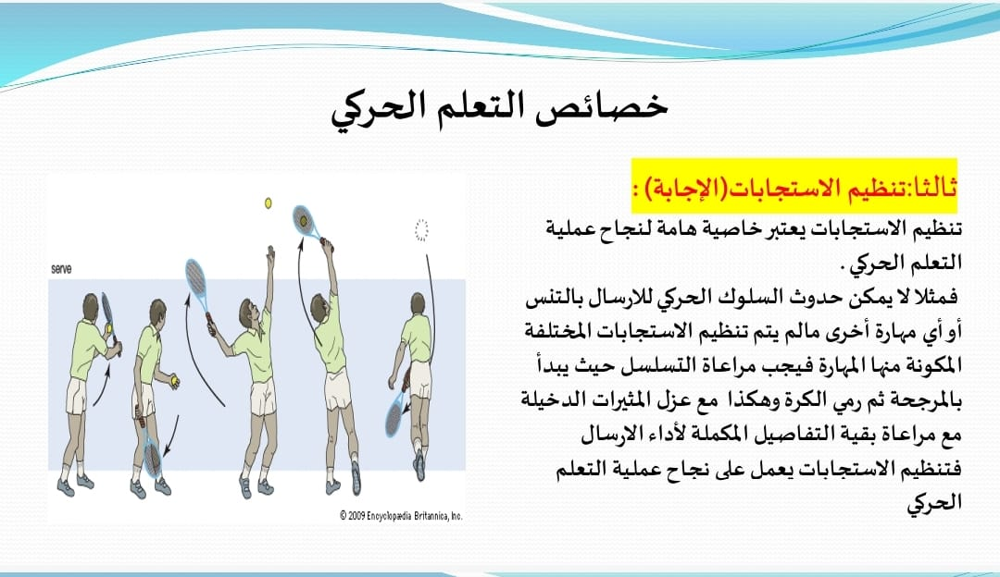 خصائص التعلم الحركي
ثالثا:تنظيم الاستجابات(الإجابة) :
تنظيم الاستجابات يعتبر خاصية هامة لنجاح عملية
التعلم الحركي .
فمثلا لا يمكن حدوث السلوك الحركي للارسال بالتنس
أو أي مهارة أخرى مالم يتم تنظيم الاستجابات المختلفة
المكونة منها المهارة فيجب مراعاة التسلسل حيث يبدأ
بالمرجحة ثم رمي الكرة وهكذا مع عزل المثيرات الدخيلة
مع مراعاة بقية التفاصيل المكملة لأداء الارسال
فتنظيم الاستجابات يعمل على نجاح عملية التعلم
الحركي
serve
© 2009 Encyclopædia Britannica, Inc.